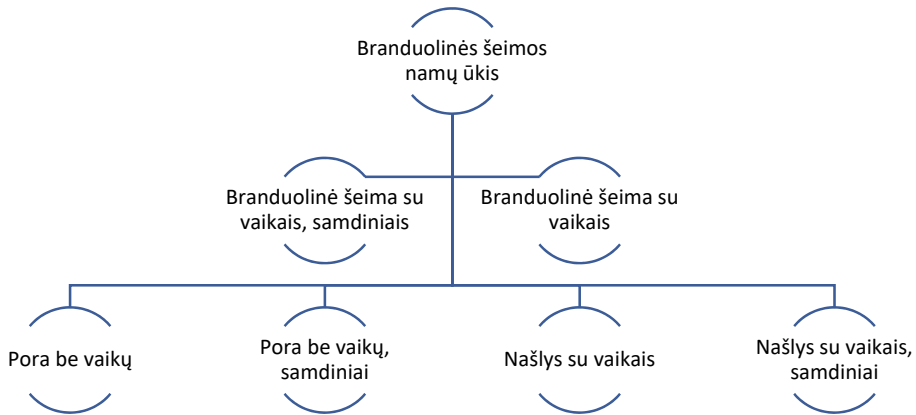 Branduolinės šeimos
namų ūkis
Branduolinė šeima su
vaikais, samdiniais
Branduolinė šeima su
vaikais
Pora be vaikų
Pora be vaikų,
samdiniai
Našlys su vaikais
Našlys su vaikais,
samdiniai